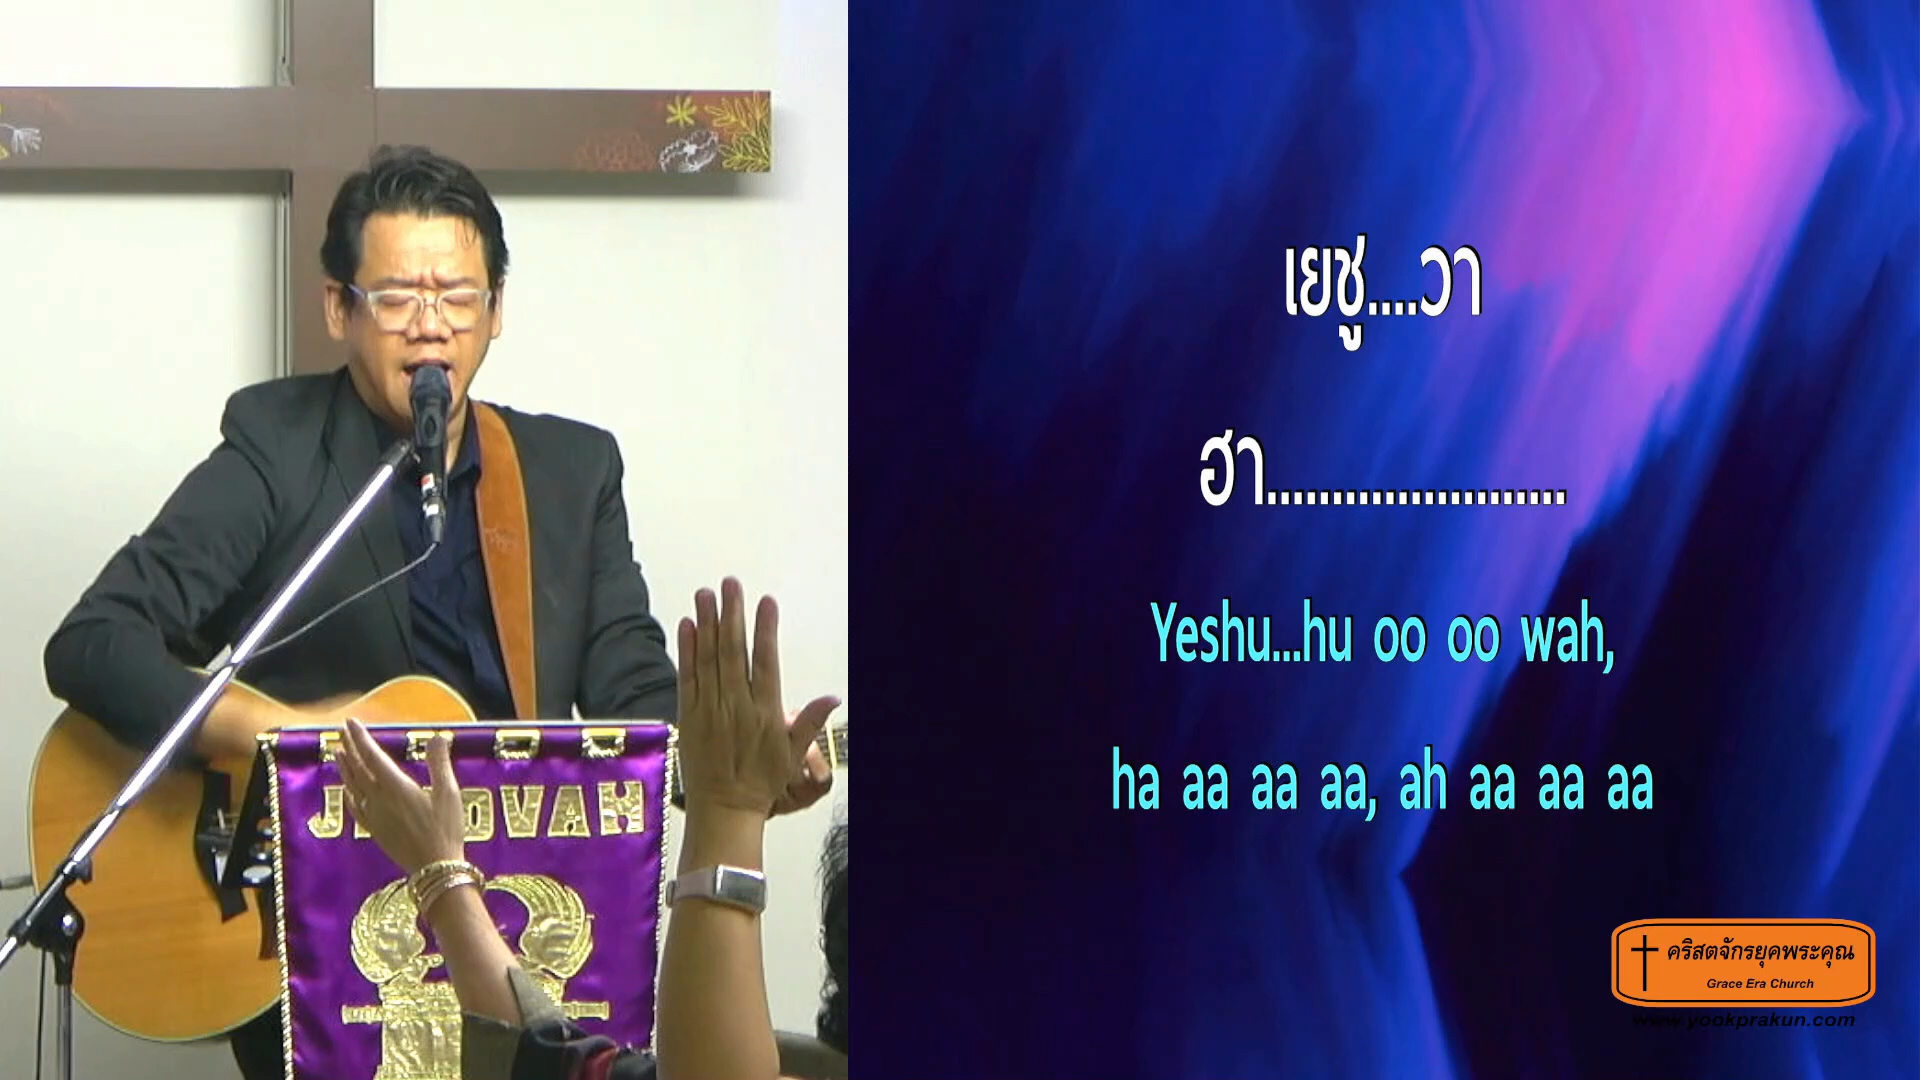 เยซู....วา
ฮา.......................
Yeshu...hu oo oo wah,
ha aa aa aa, ah aa aa aa
คริสตจักรยุคพระคุณ
Grace Era Church
www.yookprakun.com